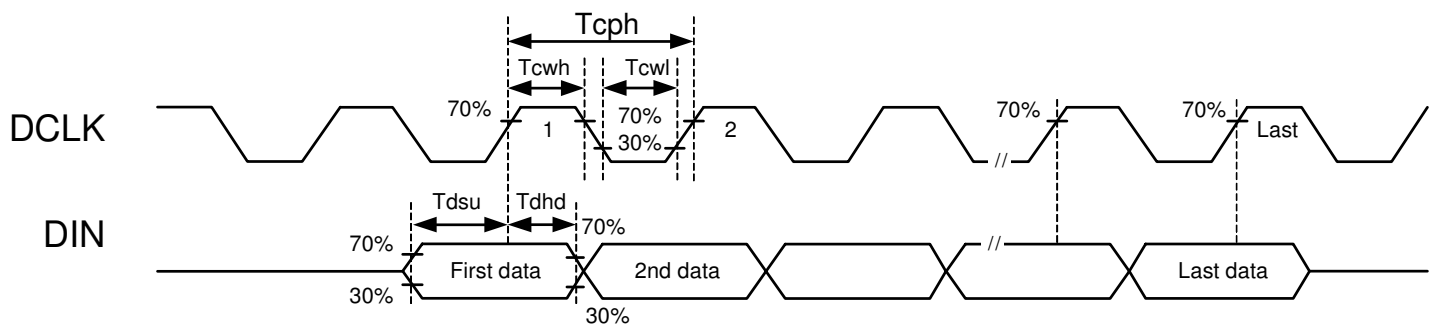 Tcph
Tcwh Tcwl
DCLK 70% 1 70% 2 70% 70% Last
30% //
Tdsu Tdhd
DIN 70% 70% //
First data 2nd data Last data
30% 30%